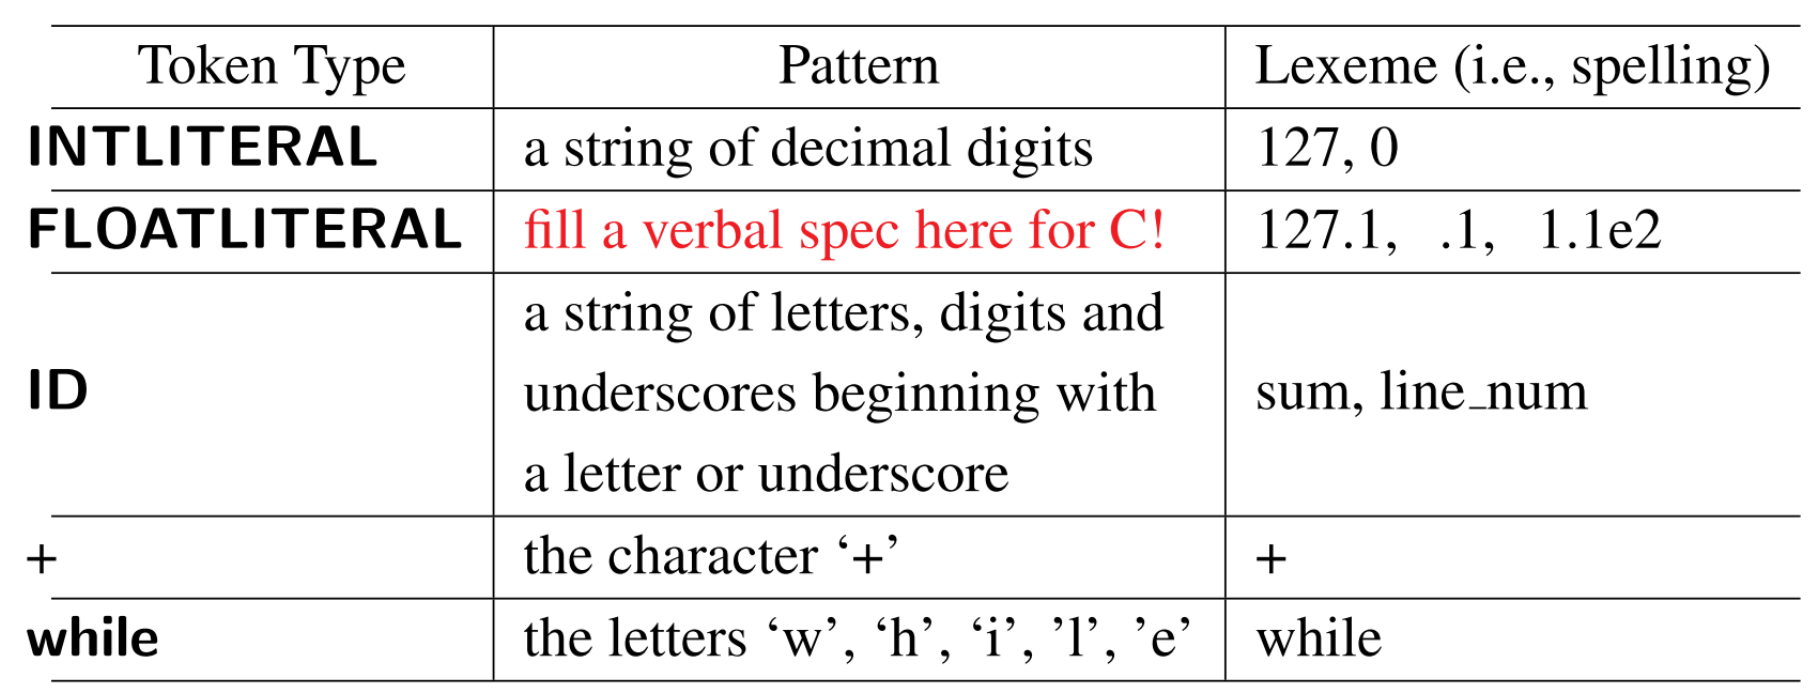 Token Type Pattern Lexeme (i.e., spelling)
INTLITERAL a string of decimal digits 127, 0
FLOATLITERAL fill a verbal spec here for C! 127.1, .1, 1.1e2
a string of letters, digits and
ID underscores beginning with sum, line_num
a letter or underscore
+ the character ‘+’ +
while the letters ‘w’, ‘h’, ‘i’, ’l’, ’e’ while